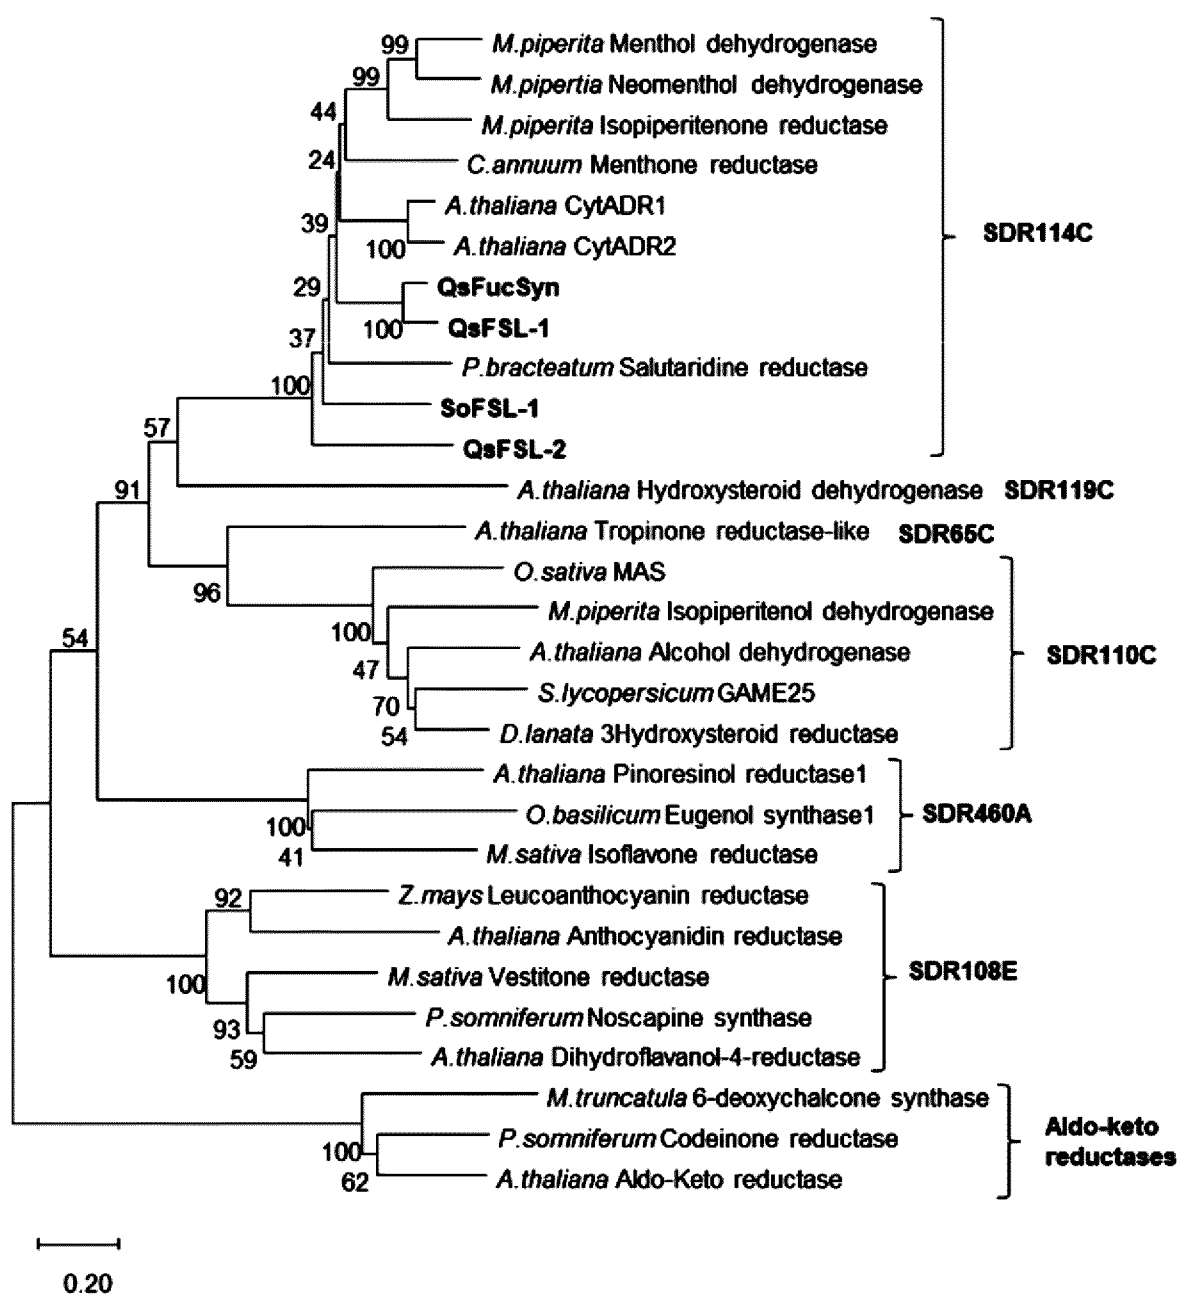 99
M.piperita Menthol dehydrogenase
99
M.pipertia Neomenthol dehydrogenase
44
M.piperita Isopiperitenone reductase
24
C.annuum Menthone reductase
A.thaliana CytADR1
39
SDR114C
100
A.thaliana CytADR2
29
QsFucSyn
100
QsFSL-1
37
P.bracteatum Salutaridine reductase
100
SoFSL-1
57
QsFSL-2
91
A.thaliana Hydroxysteroid dehydrogenase SDR119C
A.thaliana Tropinone reductase-like SDR65C
96
O.sativa MAS
M.piperita Isopiperitenol dehydrogenase
100
54
A.thaliana Alcohol dehydrogenase
SDR110C
47
S.lycopersicum GAME25
70
54
D.lanata 3Hydroxysteroid reductase
A.thaliana Pinoresinol reductase1
O.basilicum Eugenol synthase1
SDR460A
100
41
M.sativa Isoflavone reductase
92
Z.mays Leucoanthocyanin reductase
A.thaliana Anthocyanidin reductase
SDR108E
100
M.sativa Vestitone reductase
93
P.somniferum Noscapine synthase
59
A.thaliana Dihydroflavanol-4-reductase
M.truncatula 6-deoxychalcone synthase
Aldo-keto
reductases
100
P.somniferum Codeinone reductase
62
A.thaliana Aldo-Keto reductase
0.20